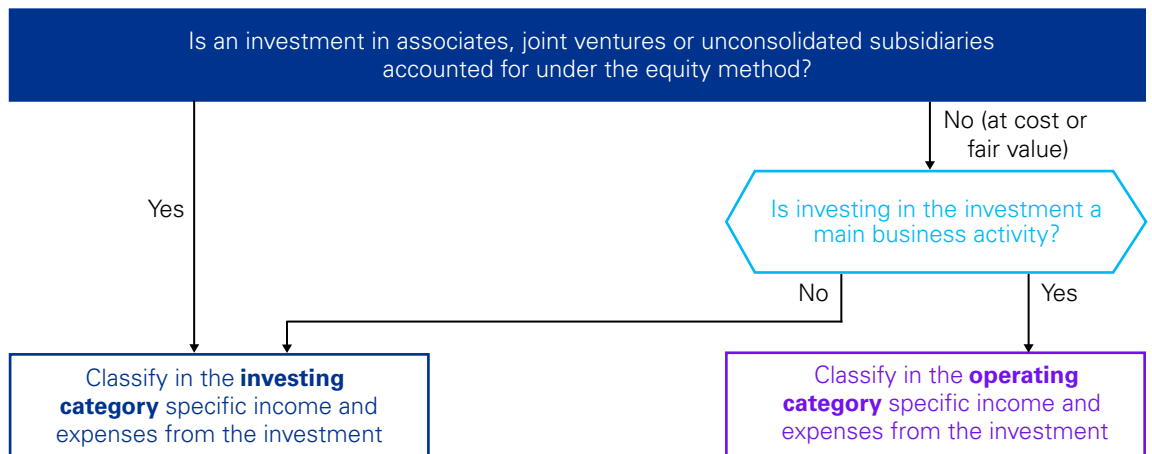 Is an investment in associates, joint ventures or unconsolidated subsidiaries
accounted for under the equity method?
No (at cost or
fair value)
Yes
Is investing in the investment a
main business activity?
No
Yes
Classify in the investing
category specific income and
expenses from the investment
Classify in the operating
category specific income and
expenses from the investment